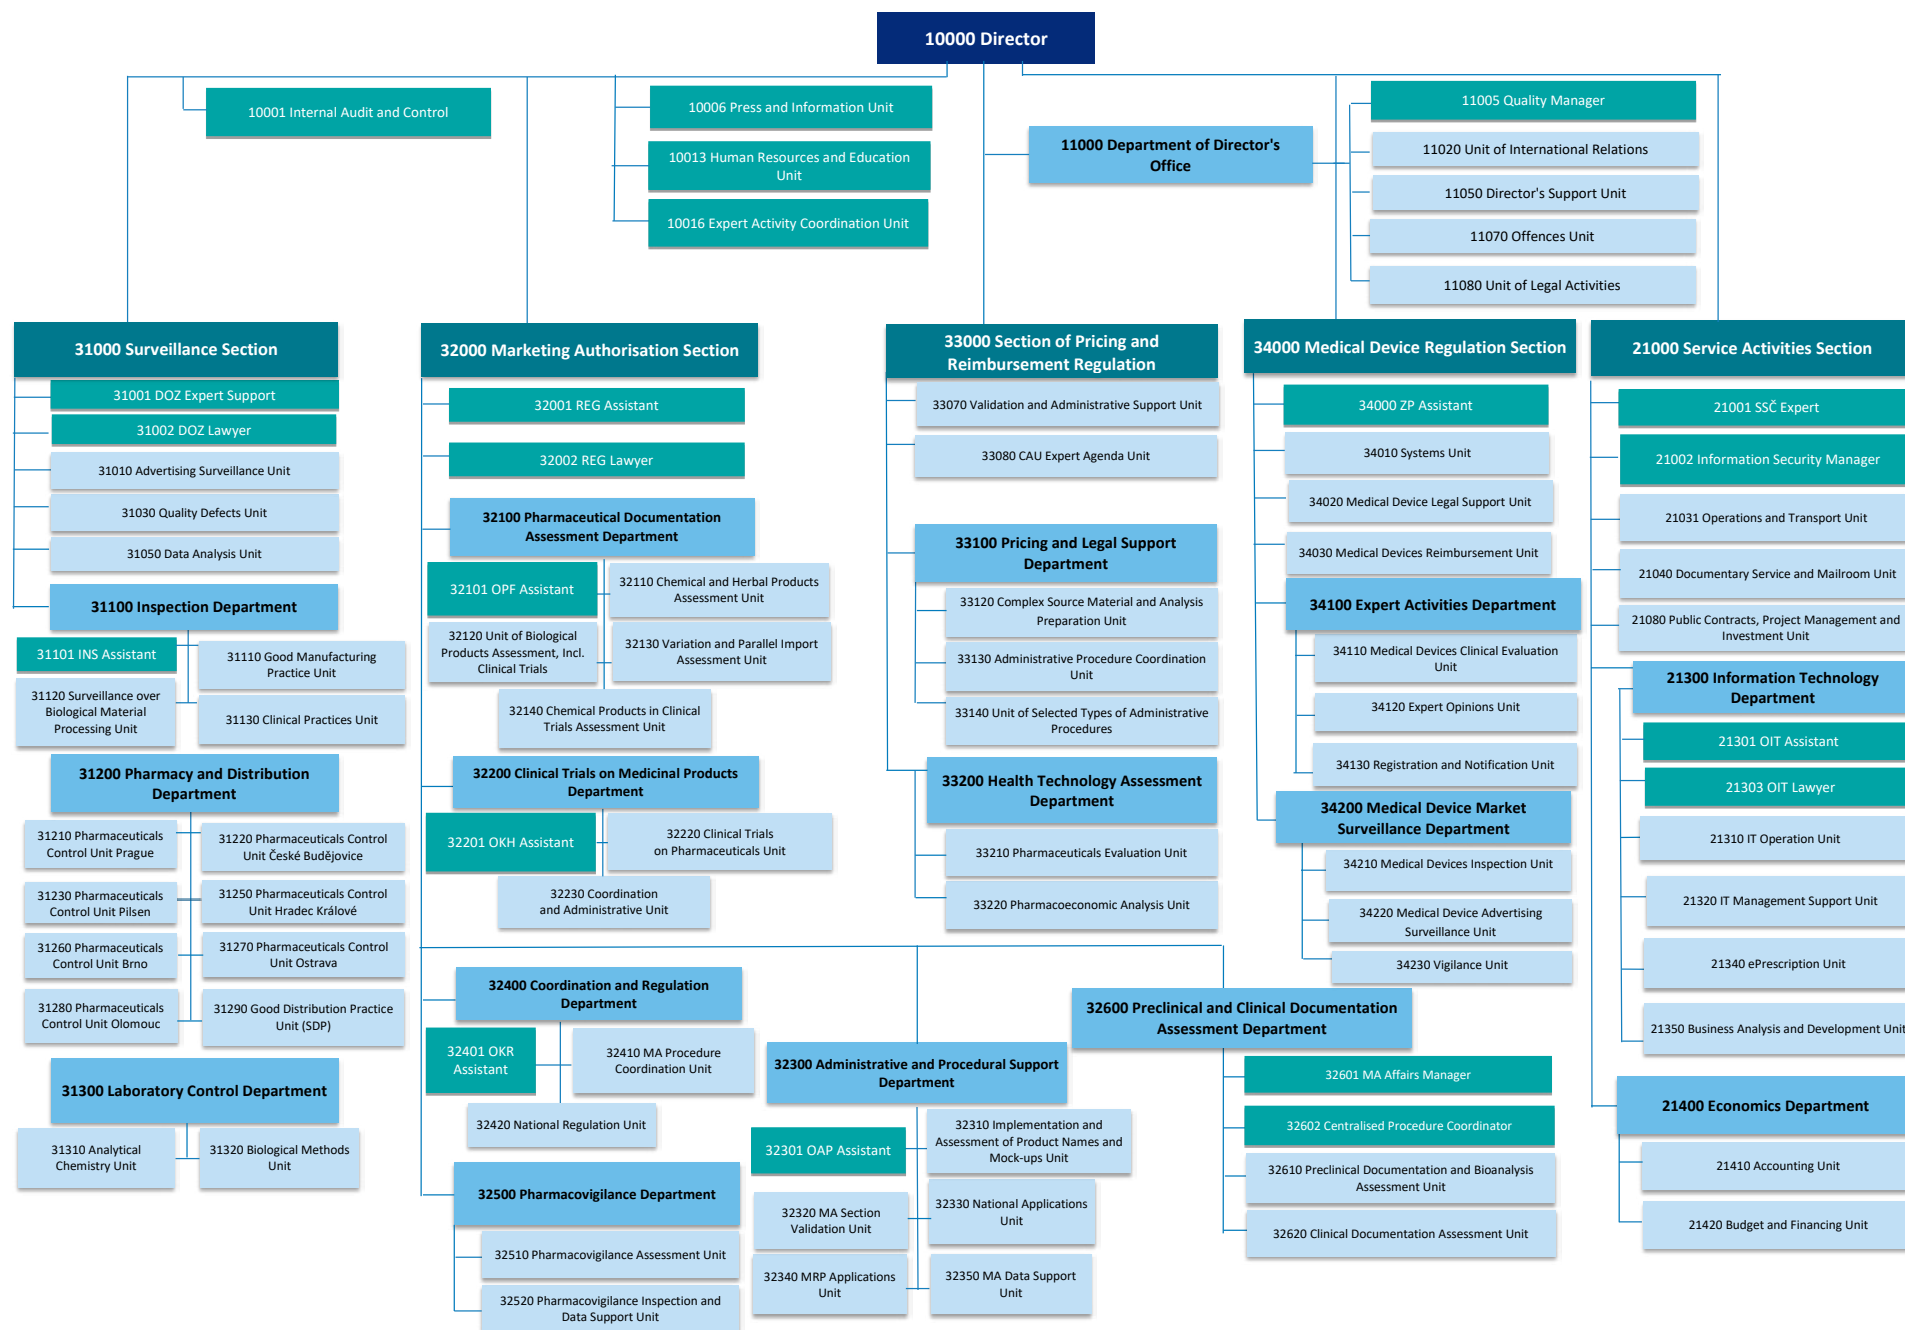 10000 Director
10001 Internal Audit and Control
10006 Press and Information Unit
10013 Human Resources and Education
Unit
10016 Expert Activity Coordination Unit
11000 Department of Director's
Office
11005 Quality Manager
11020 Unit of International Relations
11050 Director's Support Unit
11070 Offences Unit
11080 Unit of Legal Activities
31000 Surveillance Section
31001 DOZ Expert Support
31002 DOZ Lawyer
31010 Advertising Surveillance Unit
31030 Quality Defects Unit
31050 Data Analysis Unit
31100 Inspection Department
31101 INS Assistant
31110 Good Manufacturing
Practice Unit
31120 Surveillance over
Biological Material
Processing Unit
31130 Clinical Practices Unit
31200 Pharmacy and Distribution
Department
31210 Pharmaceuticals
Control Unit Prague
31220 Pharmaceuticals Control
Unit České Budějovice
31230 Pharmaceuticals
Control Unit Pilsen
31250 Pharmaceuticals Control
Unit Hradec Králové
31260 Pharmaceuticals
Control Unit Brno
31270 Pharmaceuticals Control
Unit Ostrava
31280 Pharmaceuticals
Control Unit Olomouc
31290 Good Distribution Practice
Unit (SDP)
31300 Laboratory Control Department
31310 Analytical
Chemistry Unit
31320 Biological Methods
Unit
32000 Marketing Authorisation Section
32001 REG Assistant
32002 REG Lawyer
32100 Pharmaceutical Documentation
Assessment Department
32101 OPF Assistant
32110 Chemical and Herbal Products
Assessment Unit
32120 Unit of Biological
Products Assessment, Incl.
Clinical Trials
32130 Variation and Parallel Import
Assessment Unit
32140 Chemical Products in Clinical
Trials Assessment Unit
32200 Clinical Trials on Medicinal Products
Department
32201 OKH Assistant
32220 Clinical Trials
on Pharmaceuticals Unit
32230 Coordination
and Administrative Unit
32400 Coordination and Regulation
Department
32401 OKR
Assistant
32410 MA Procedure
Coordination Unit
32420 National Regulation Unit
32500 Pharmacovigilance Department
32510 Pharmacovigilance Assessment Unit
32520 Pharmacovigilance Inspection and
Data Support Unit
32300 Administrative and Procedural Support
Department
32301 OAP Assistant
32310 Implementation and
Assessment of Product Names and
Mock-ups Unit
32320 MA Section
Validation Unit
32330 National Applications
Unit
32340 MRP Applications
Unit
32350 MA Data Support
Unit
32600 Preclinical and Clinical Documentation
Assessment Department
32601 MA Affairs Manager
32602 Centralised Procedure Coordinator
32610 Preclinical Documentation and Bioanalysis
Assessment Unit
32620 Clinical Documentation Assessment Unit
33000 Section of Pricing and
Reimbursement Regulation
33070 Validation and Administrative Support Unit
33080 CAU Expert Agenda Unit
33100 Pricing and Legal Support
Department
33120 Complex Source Material and Analysis
Preparation Unit
33130 Administrative Procedure Coordination
Unit
33140 Unit of Selected Types of Administrative
Procedures
33200 Health Technology Assessment
Department
33210 Pharmaceuticals Evaluation Unit
33220 Pharmacoeconomic Analysis Unit
34000 Medical Device Regulation Section
34000 ZP Assistant
34010 Systems Unit
34020 Medical Device Legal Support Unit
34030 Medical Devices Reimbursement Unit
34100 Expert Activities Department
34110 Medical Devices Clinical Evaluation
Unit
34120 Expert Opinions Unit
34130 Registration and Notification Unit
34200 Medical Device Market
Surveillance Department
34210 Medical Devices Inspection Unit
34220 Medical Device Advertising
Surveillance Unit
34230 Vigilance Unit
21000 Service Activities Section
21001 SSČ Expert
21002 Information Security Manager
21031 Operations and Transport Unit
21040 Documentary Service and Mailroom Unit
21080 Public Contracts, Project Management and
Investment Unit
21300 Information Technology
Department
21301 OIT Assistant
21303 OIT Lawyer
21310 IT Operation Unit
21320 IT Management Support Unit
21340 ePrescription Unit
21350 Business Analysis and Development Unit
21400 Economics Department
21410 Accounting Unit
21420 Budget and Financing Unit